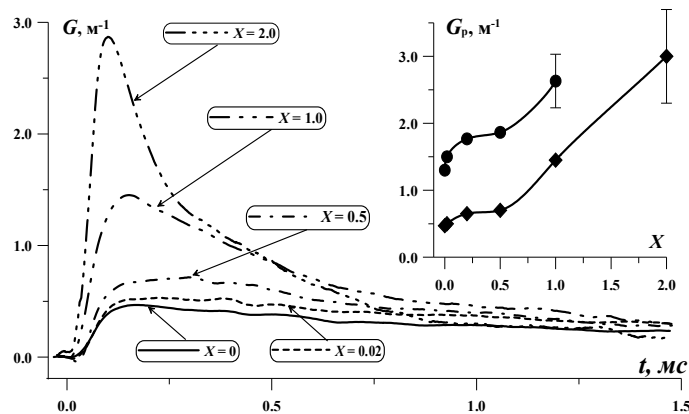 G, м⁻¹
3.0
2.0
1.0
0.0
0.0 0.5 1.0 1.5
t, мс
X = 2.0
X = 1.0
X = 0.5
X = 0
X = 0.02
Gₚ, м⁻¹
4.0
3.0
2.0
1.0
0.0
0.0 0.5 1.0 1.5 2.0
X